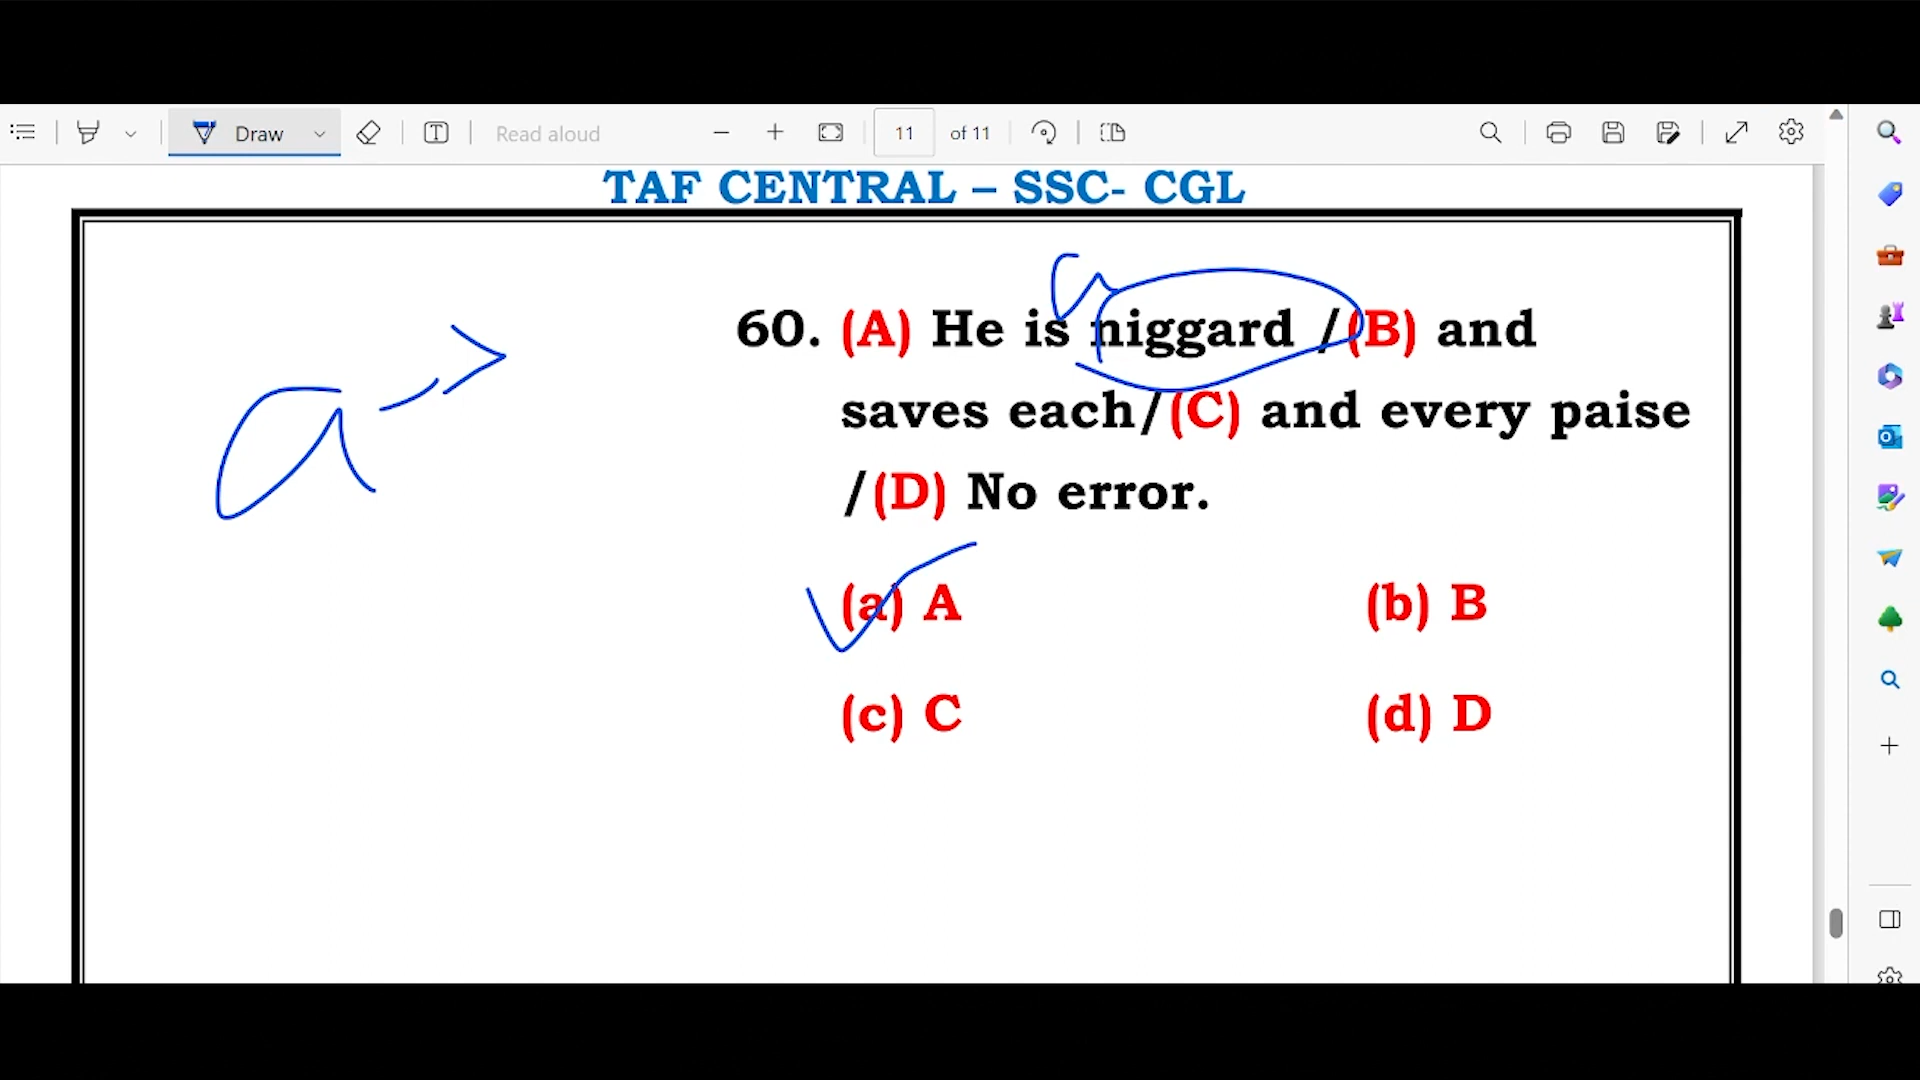 Draw
Read aloud
11 of 11
TAF CENTRAL – SSC- CGL
a
60. (A) He is niggard /(B) and
saves each/(C) and every paise
/(D) No error.
a
(a) A (b) B
(c) C (d) D